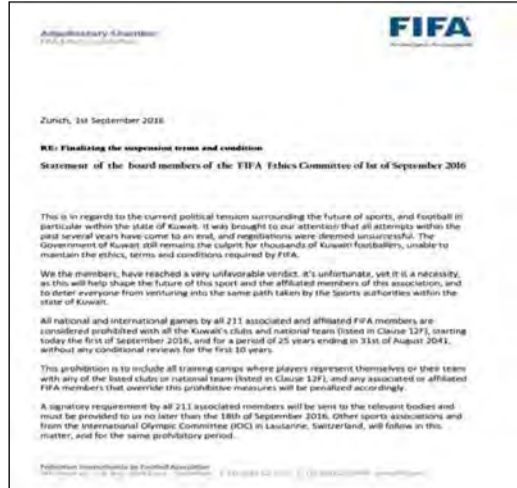 Adjudicatory Chamber
FIFA
Zurich, 1st September 2016
RE: Finalizing the suspension terms and condition
Statement of the board members of the FIFA Ethics Committee of 1st of September 2016
This is in regards to the current political tension surrounding the future of sports, and football in
particular within the state of Kuwait. It was brought to our attention that all attempts within the
past several years have come to an end, and negotiations were deemed unsuccessful. The
Government of Kuwait still remains the culprit for thousands of Kuwaiti footballers, unable to
maintain the ethics, terms and conditions required by FIFA.
We the members, have reached a very unfavorable verdict. It's unfortunate, yet it is a necessity,
as this will help shape the future of this sport and the affiliated members of this association, and
to deter everyone from venturing into the same path taken by the Sports authorities within the
state of Kuwait.
All national and international games by all 211 associated and affiliated FIFA members are
considered prohibited with all the Kuwait's clubs and national team (listed in Clause 12F), starting
today the first of September 2016, and for a period of 25 years ending in 31st of August 2041,
without any conditional reviews for the first 10 years.
This prohibition is to include all training camps where players represent themselves or their team
with any of the listed clubs or national team (listed in Clause 12F), and any associated or affiliated
FIFA members that override this prohibitive measures will be penalized accordingly.
A signatory requirement by all 211 associated members will be sent to the relevant bodies and
must be provided to us no later than the 18th of September 2016. Other sports associations and
from the International Olympic Committee (IOC) in Lausanne, Switzerland, will follow in this
matter, and for the same prohibitory period.
Fédération Internationale de Football Association